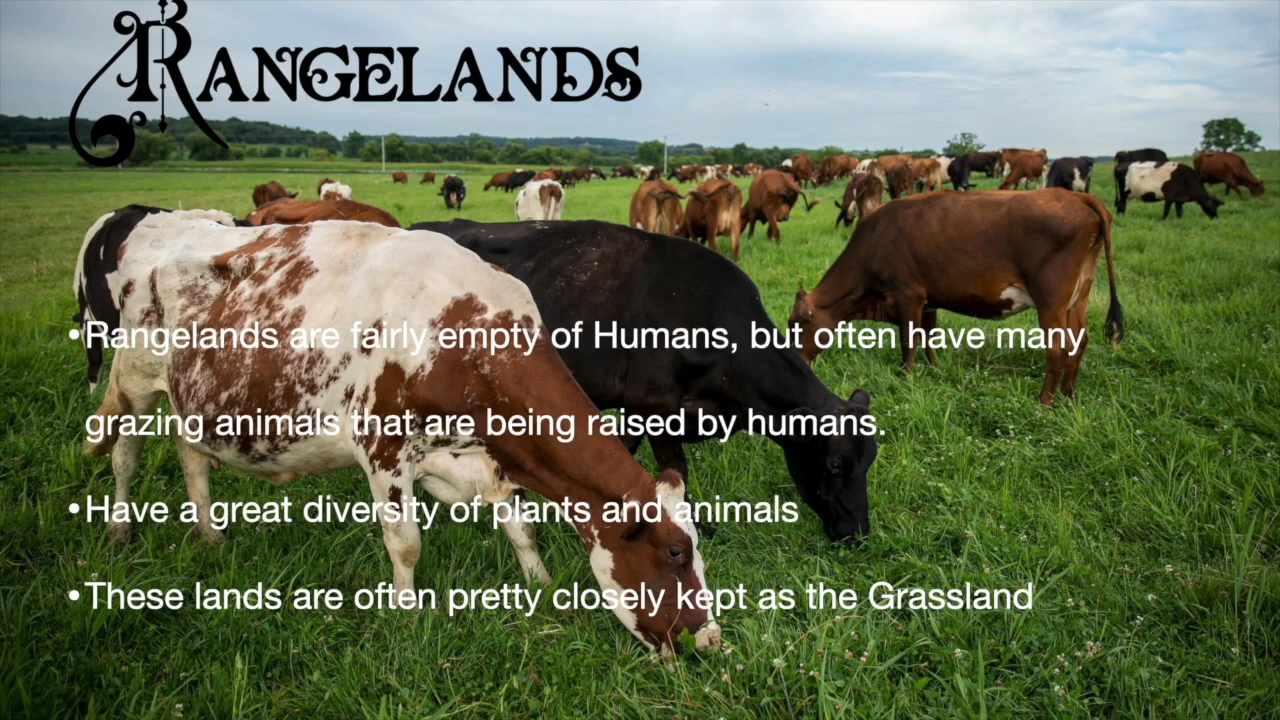 Rangelands
•Rangelands are fairly empty of Humans, but often have many
grazing animals that are being raised by humans.
•Have a great diversity of plants and animals
•These lands are often pretty closely kept as the Grassland